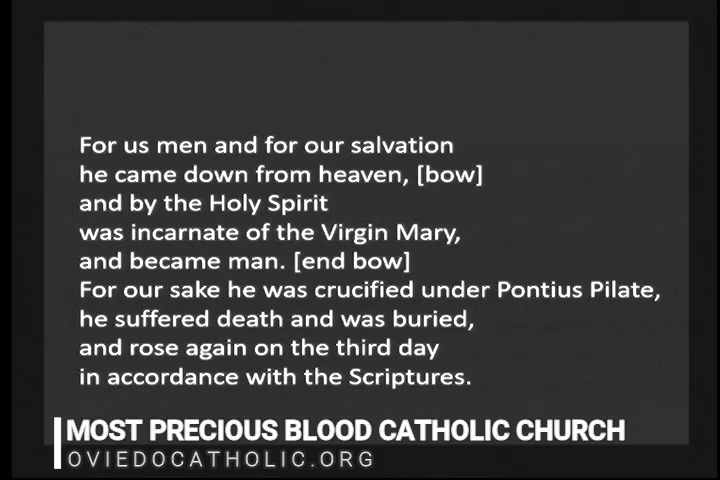 For us men and for our salvation
he came down from heaven, [bow]
and by the Holy Spirit
was incarnate of the Virgin Mary,
and became man. [end bow]
For our sake he was crucified under Pontius Pilate,
he suffered death and was buried,
and rose again on the third day
in accordance with the Scriptures.
MOST PRECIOUS BLOOD CATHOLIC CHURCH
OVIEDOCATHOLIC.ORG